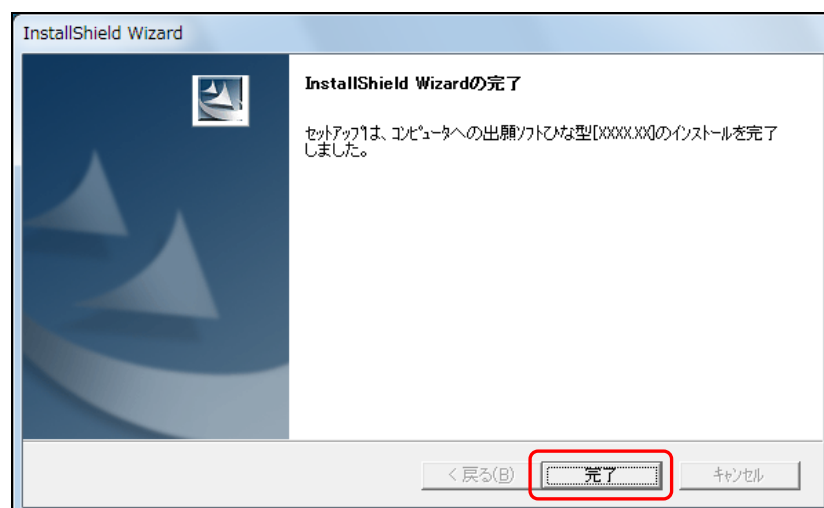 InstallShield Wizard
InstallShield Wizardの完了
セットアップは、コンピュータへの出願ソフトひな型[XXXX.XX]のインストールを完了
しました。
< 戻る(B)
完了
キャンセル